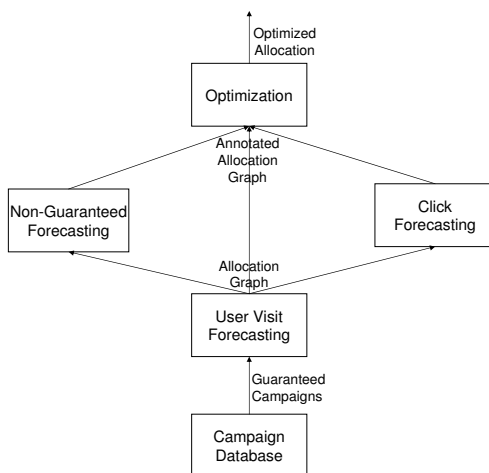 Optimized
Allocation
Optimization
Annotated
Allocation
Graph
Non-Guaranteed
Forecasting
Click
Forecasting
Allocation
Graph
User Visit
Forecasting
Guaranteed
Campaigns
Campaign
Database